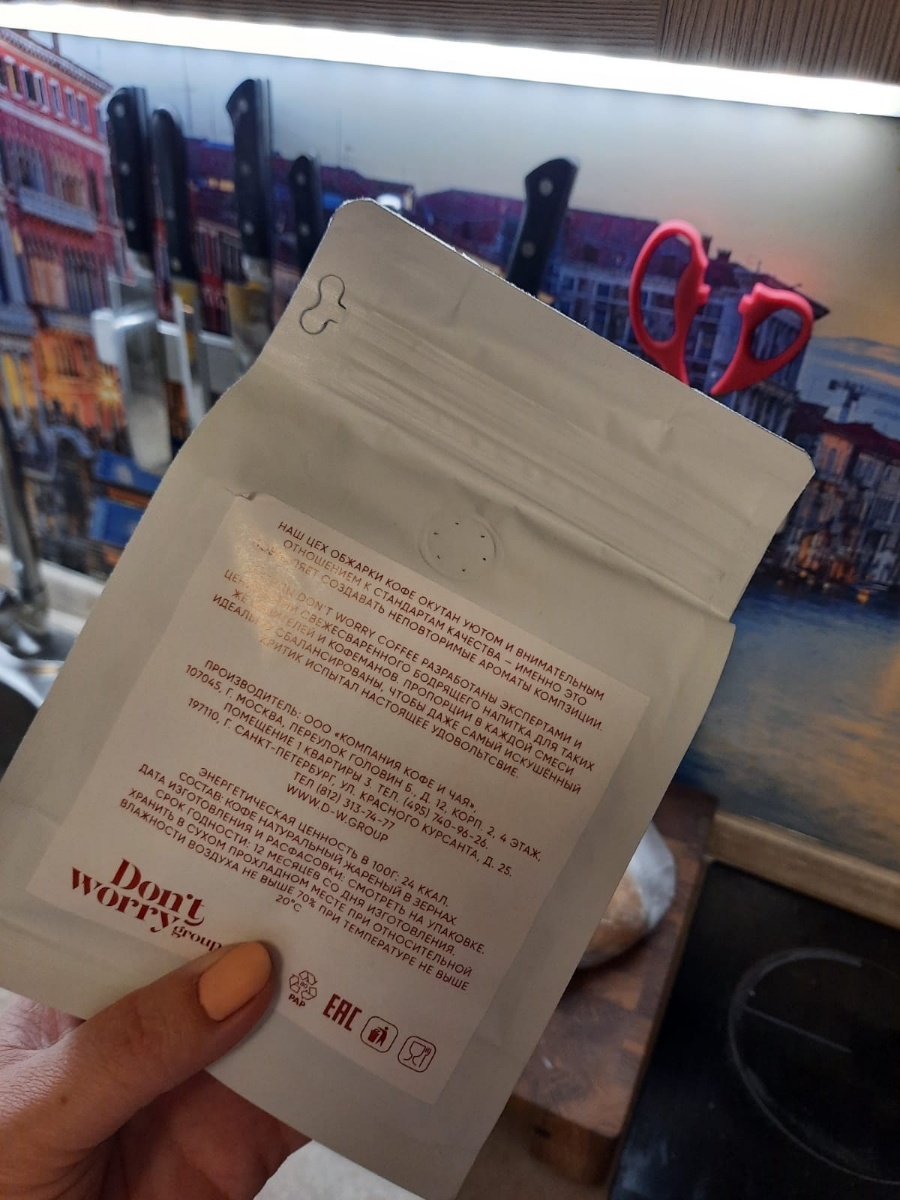 НАШ ЦЕХ ОБЖАРКИ КОФЕ ОКУТАН УЮТОМ И ВНИМАТЕЛЬНЫМ
ОТНОШЕНИЕМ К СТАНДАРТАМ КАЧЕСТВА – ИМЕННО ЭТО
СОЗДАВАТЬ НЕПОВТОРИМЫЕ АРОМАТЫ КОМПОЗИЦИИ.
DON'T WORRY COFFEE РАЗРАБОТАНЫ ЭКСПЕРТАМИ И
СВЕЖЕСВАРЕННОГО БОДРЯЩЕГО НАПИТКА ДЛЯ ТАКИХ
И КОФЕМАНОВ. ПРОПОРЦИИ В КАЖДОЙ СМЕСИ
СБАЛАНСИРОВАНЫ, ЧТОБЫ ДАЖЕ САМЫЙ ИСКУШЁННЫЙ
КРИТИК ИСПЫТАЛ НАСТОЯЩЕЕ УДОВОЛЬСТВИЕ.
ПРОИЗВОДИТЕЛЬ: ООО «КОМПАНИЯ КОФЕ И ЧАЯ»,
107045, Г. МОСКВА, ПЕРЕУЛОК ГОЛОВИН Б., Д. 12, КОРП. 2, 4 ЭТАЖ,
ПОМЕЩЕНИЕ 1 КВАРТИРЫ 3. ТЕЛ. (495) 740-96-26.
197110, Г. САНКТ-ПЕТЕРБУРГ, УЛ. КРАСНОГО КУРСАНТА, Д. 25.
ТЕЛ (812) 313-74-77
WWW.D-W.GROUP
ЭНЕРГЕТИЧЕСКАЯ ЦЕННОСТЬ В 100Г: 24 ККАЛ.
СОСТАВ: КОФЕ НАТУРАЛЬНЫЙ ЖАРЕНЫЙ В ЗЕРНАХ
ДАТА ИЗГОТОВЛЕНИЯ И РАСФАСОВКИ: СМОТРЕТЬ НА УПАКОВКЕ.
СРОК ГОДНОСТИ: 12 МЕСЯЦЕВ СО ДНЯ ИЗГОТОВЛЕНИЯ.
ХРАНИТЬ В СУХОМ ПРОХЛАДНОМ МЕСТЕ ПРИ ОТНОСИТЕЛЬНОЙ
ВЛАЖНОСТИ ВОЗДУХА НЕ ВЫШЕ 70% ПРИ ТЕМПЕРАТУРЕ НЕ ВЫШЕ
20°C
Don't
worry
group
PAP
EAC